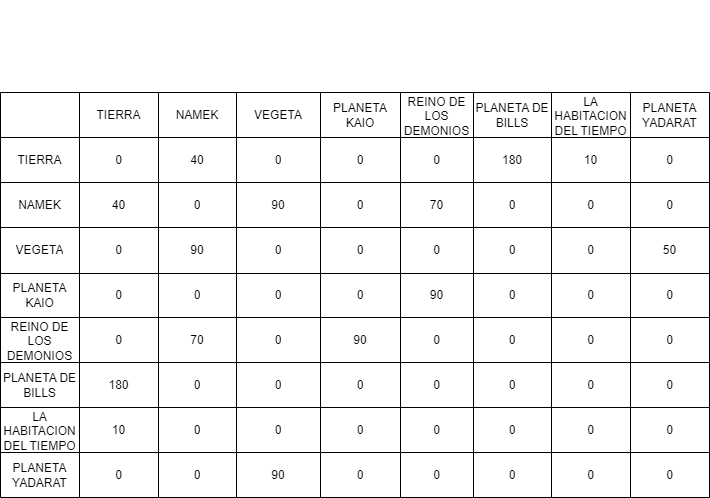 TIERRA NAMEK VEGETA PLANETA KAIO REINO DE LOS DEMONIOS PLANETA DE BILLS LA HABITACION DEL TIEMPO PLANETA YADARAT
TIERRA 0 40 0 0 0 180 10 0
NAMEK 40 0 90 0 70 0 0 0
VEGETA 0 90 0 0 0 0 0 50
PLANETA KAIO 0 0 0 0 90 0 0 0
REINO DE LOS DEMONIOS 0 70 0 90 0 0 0 0
PLANETA DE BILLS 180 0 0 0 0 0 0 0
LA HABITACION DEL TIEMPO 10 0 0 0 0 0 0 0
PLANETA YADARAT 0 0 90 0 0 0 0 0